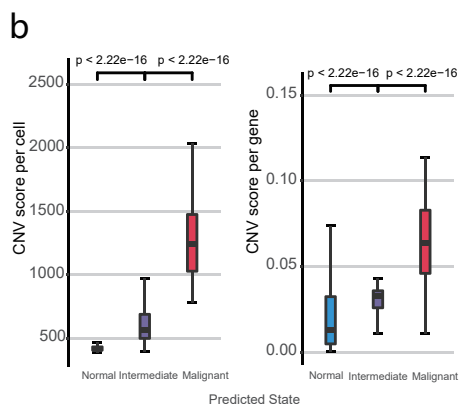 b
p < 2.22e−16 p < 2.22e−16
CNV score per cell
2500
2000
1500
1000
500
Normal Intermediate Malignant
p < 2.22e−16 p < 2.22e−16
CNV score per gene
0.15
0.10
0.05
0.00
Normal Intermediate Malignant
Predicted State